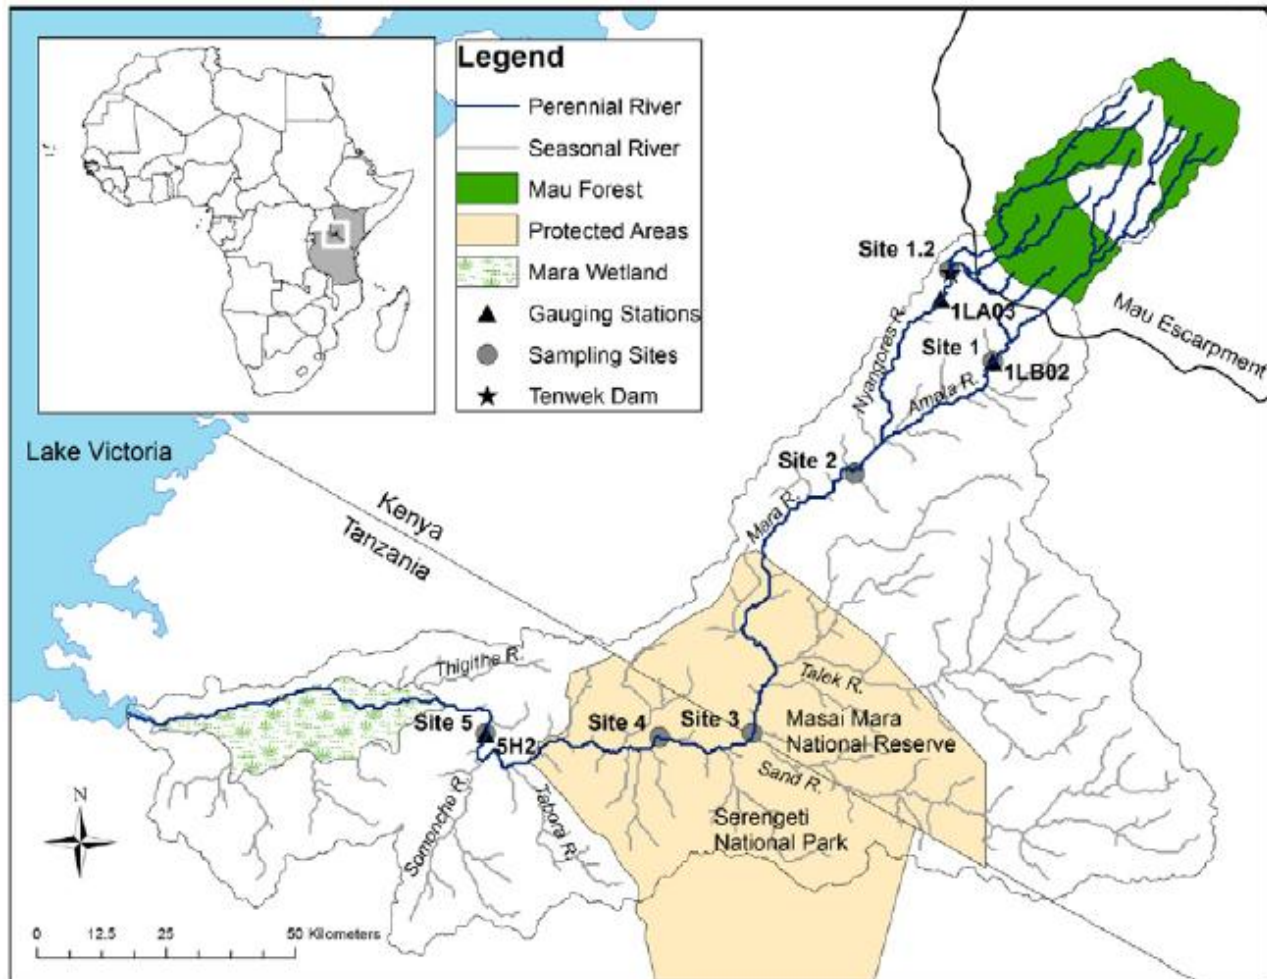 Legend
Perennial River
Seasonal River
Mau Forest
Protected Areas
Mara Wetland
Gauging Stations
Sampling Sites
Tenwek Dam
Site 1.2
1LA03
Mau Escarpment
Site 1
1LB02
Nyangores R.
Amala R.
Lake Victoria
Site 2
Kenya
Tanzania
Mara R.
Thigithe R.
Talek R.
Site 5
5H2
Site 4
Site 3
Masai Mara
National Reserve
Sand R.
Somonche R.
Tabora R.
Serengeti
National Park
N
0 12.5 25 50 Kilometers